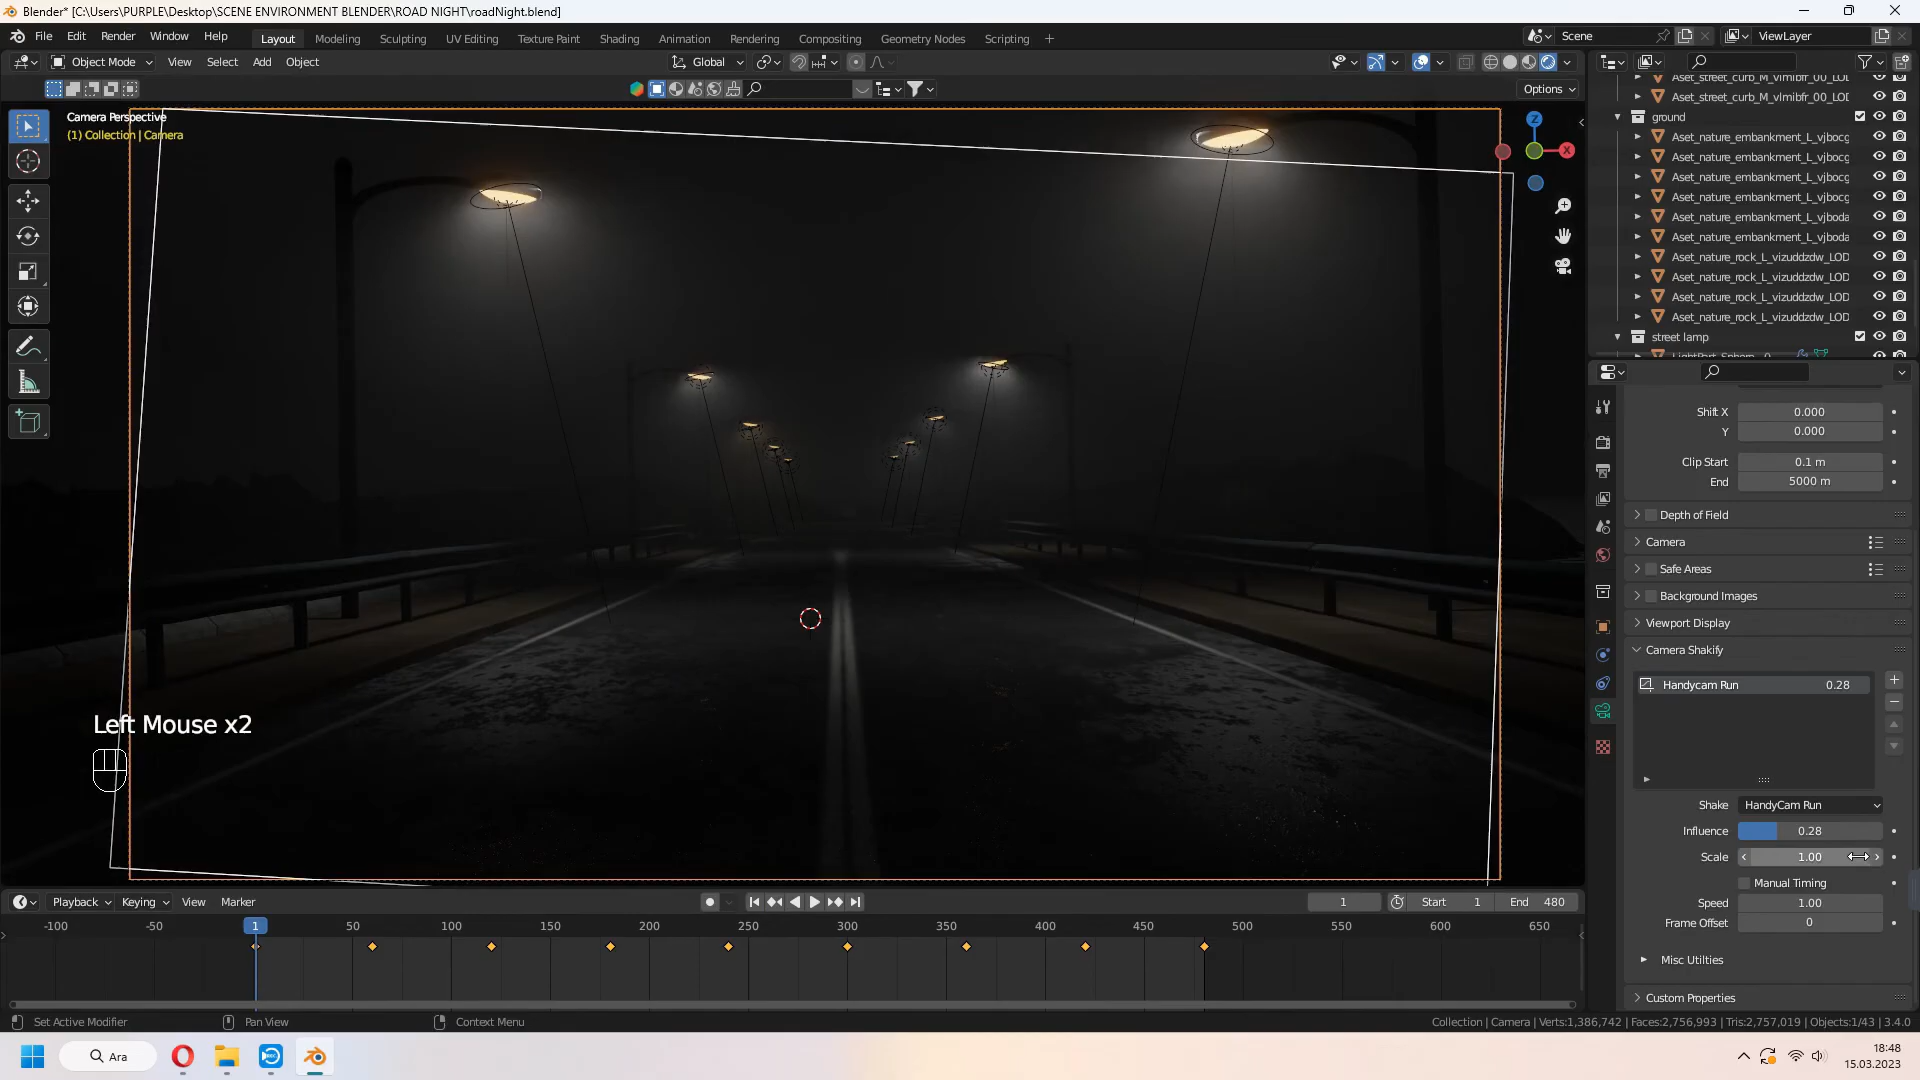 Blender* [C:\Users\PURPLE\Desktop\SCENE ENVIRONMENT BLENDER\ROAD NIGHT\roadNight.blend]
File Edit Render Window Help Layout Modeling Sculpting UV Editing Texture Paint Shading Animation Rendering Compositing Geometry Nodes Scripting + Scene ViewLayer
Object Mode View Select Add Object Global
Options
Camera Perspective
(1) Collection | Camera
Z
X
Aset_street_curb_M_vlmibfr_00_LOD
Aset_street_curb_M_vlmibfr_00_LOD
ground
Aset_nature_embankment_L_vjbocg
Aset_nature_embankment_L_vjbocg
Aset_nature_embankment_L_vjbocg
Aset_nature_embankment_L_vjbocg
Aset_nature_embankment_L_vjboda
Aset_nature_embankment_L_vjboda
Aset_nature_rock_L_vizuddzdw_LOD
Aset_nature_rock_L_vizuddzdw_LOD
Aset_nature_rock_L_vizuddzdw_LOD
Aset_nature_rock_L_vizuddzdw_LOD
street lamp
Shift X 0.000
Y 0.000
Clip Start 0.1 m
End 5000 m
Depth of Field
Camera
Safe Areas
Background Images
Viewport Display
Camera Shakify
Handycam Run 0.28
Shake HandyCam Run
Influence 0.28
Scale 1.00
Manual Timing
Speed 1.00
Frame Offset 0
Misc Utilties
Custom Properties
Left Mouse x2
Playback Keying View Marker 1 Start 1 End 480
-100 -50 1 50 100 150 200 250 300 350 400 450 500 550 600 650
Set Active Modifier Pan View Context Menu Collection | Camera | Verts:1,386,742 | Faces:2,756,993 | Tris:2,757,019 | Objects:1/43 | 3.4.0
Ara
18:48
15.03.2023